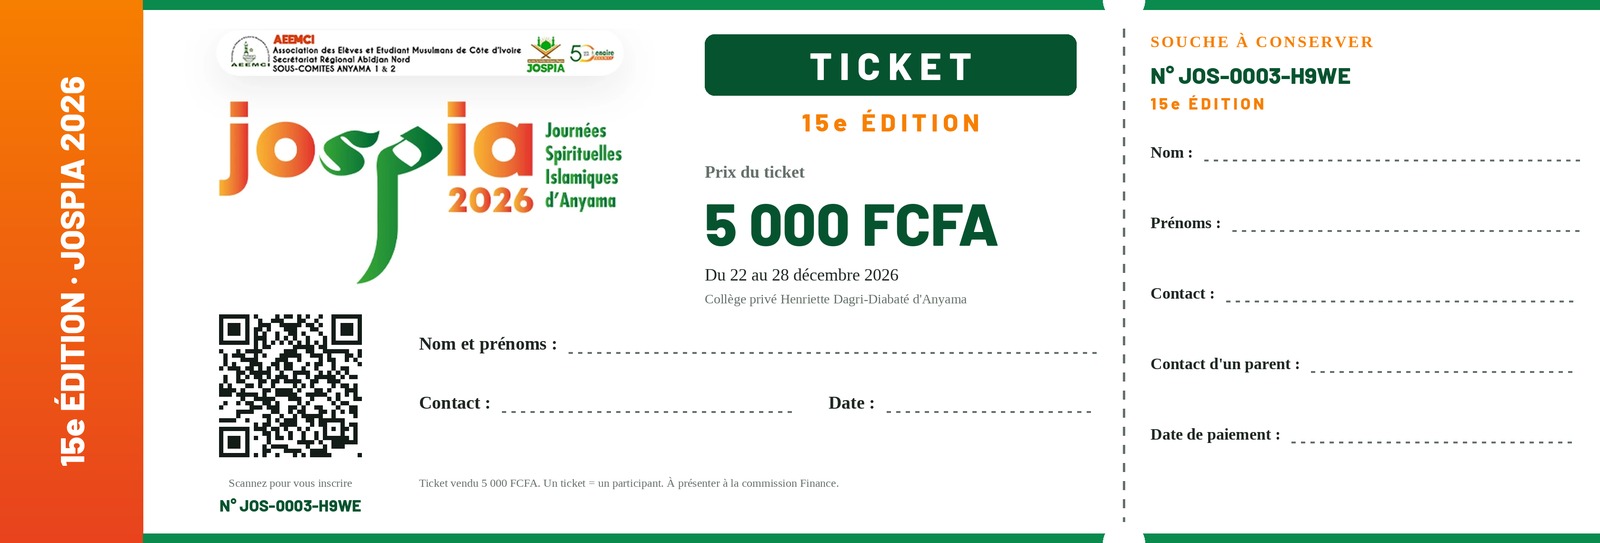 15e ÉDITION · JOSPIA 2026
AEEMCI
AEEMCI
Association des Elèves et Etudiant Musulmans de Côte d'Ivoire
Secrétariat Régional Abidjan Nord
SOUS-COMITES ANYAMA 1 & 2
JOSPIA
jospia
2026
Journées
Spirituelles
Islamiques
d'Anyama
TICKET
15e ÉDITION
Prix du ticket
5 000 FCFA
Du 22 au 28 décembre 2026
Collège privé Henriette Dagri-Diabaté d'Anyama
Nom et prénoms :
Contact : Date :
Scannez pour vous inscrire
N° JOS-0003-H9WE
Ticket vendu 5 000 FCFA. Un ticket = un participant. À présenter à la commission Finance.
SOUCHE À CONSERVER
N° JOS-0003-H9WE
15e ÉDITION
Nom :
Prénoms :
Contact :
Contact d'un parent :
Date de paiement :